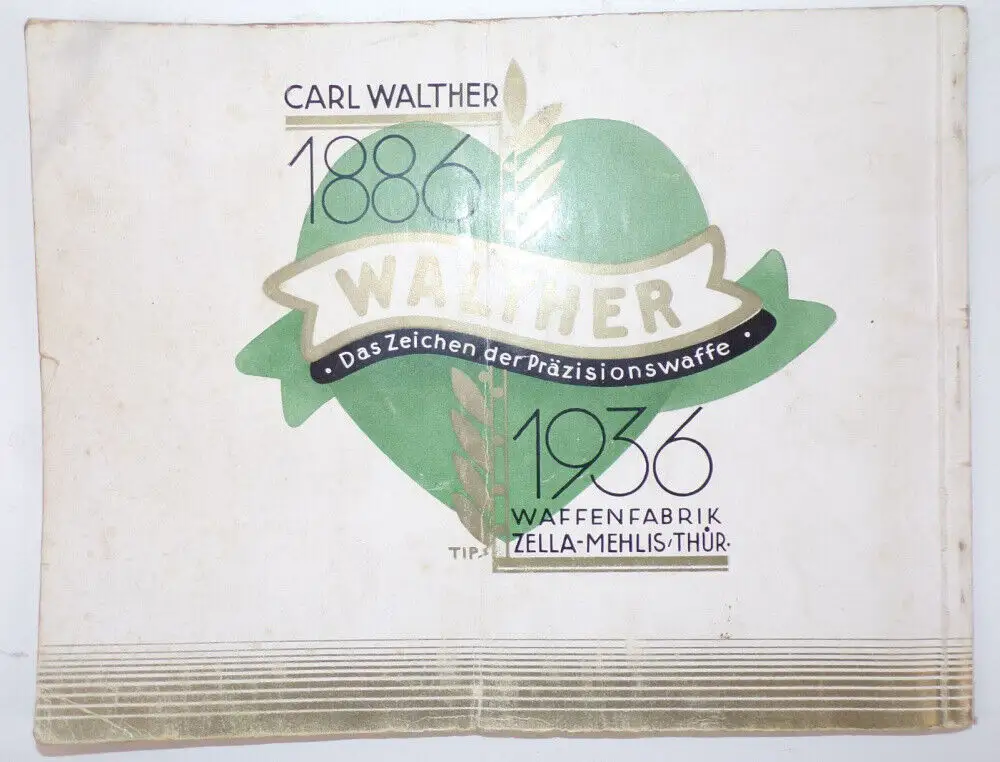 CARL WALTHER
1886
WALTHER
· Das Zeichen der Präzisionswaffe ·
1936
WAFFENFABRIK
ZELLA-MEHLIS/THÜR.
TIP